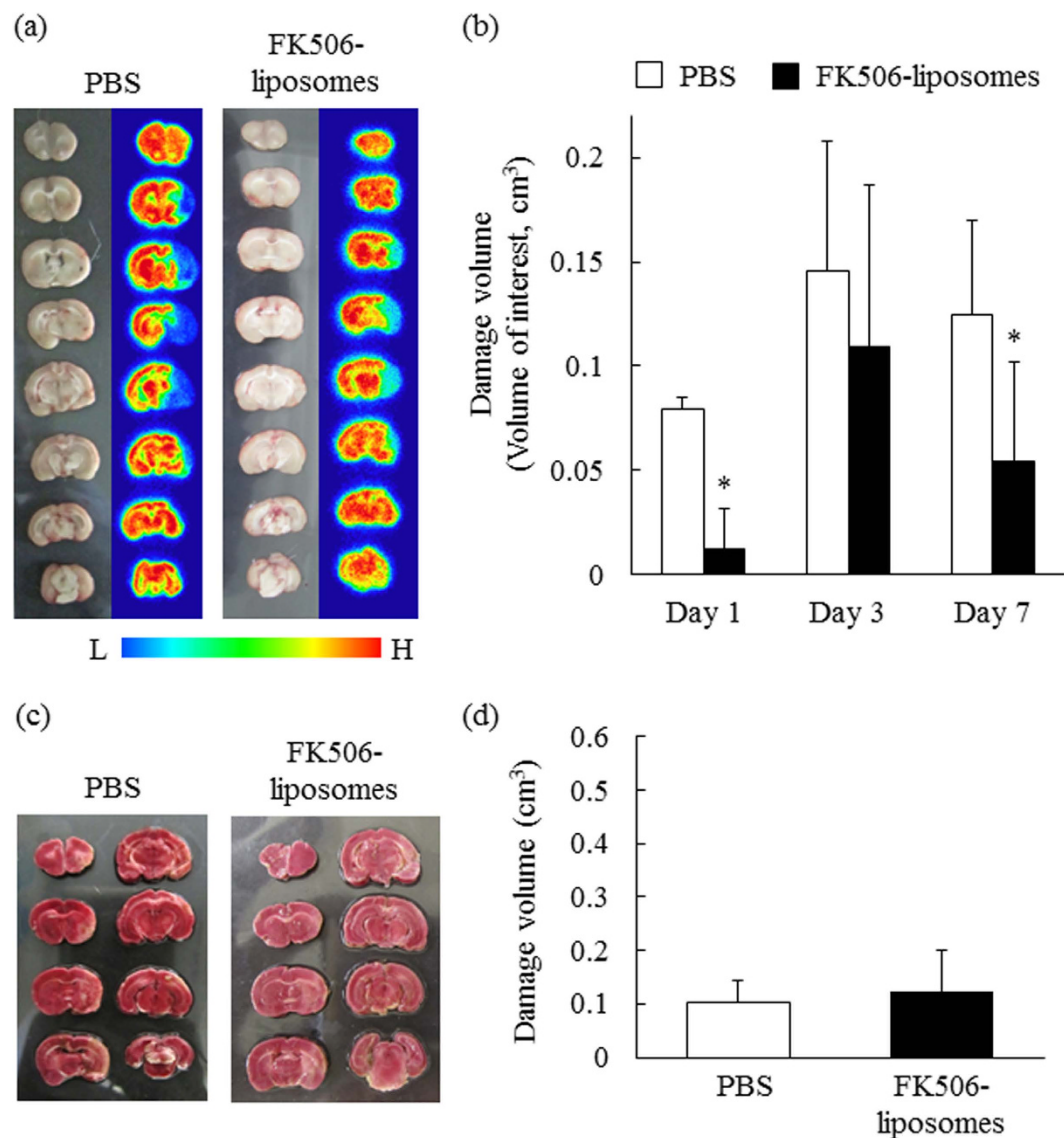 (a)
PBS
FK506-
liposomes
L
H
(b)
PBS
FK506-liposomes
Damage volume
(Volume of interest, cm³)
0.2
0.15
0.1
0.05
0
*
*
Day 1
Day 3
Day 7
(c)
PBS
FK506-
liposomes
(d)
Damage volume (cm³)
0.6
0.5
0.4
0.3
0.2
0.1
0
PBS
FK506-
liposomes